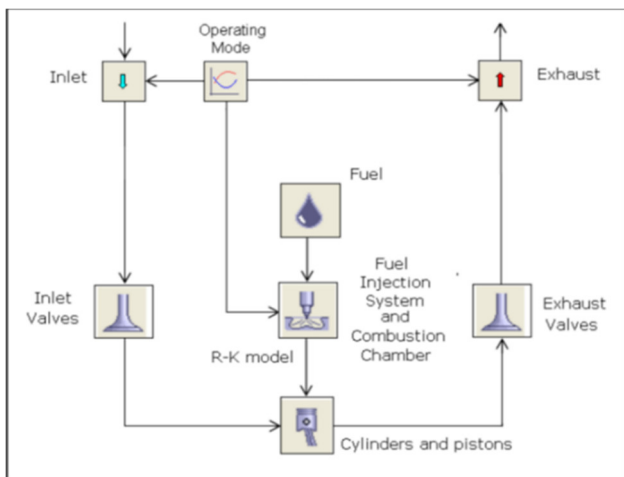 Operating
Mode
Inlet
Exhaust
Fuel
Inlet
Valves
Fuel
Injection
System
and
Combustion
Chamber
Exhaust
Valves
R-K model
Cylinders and pistons